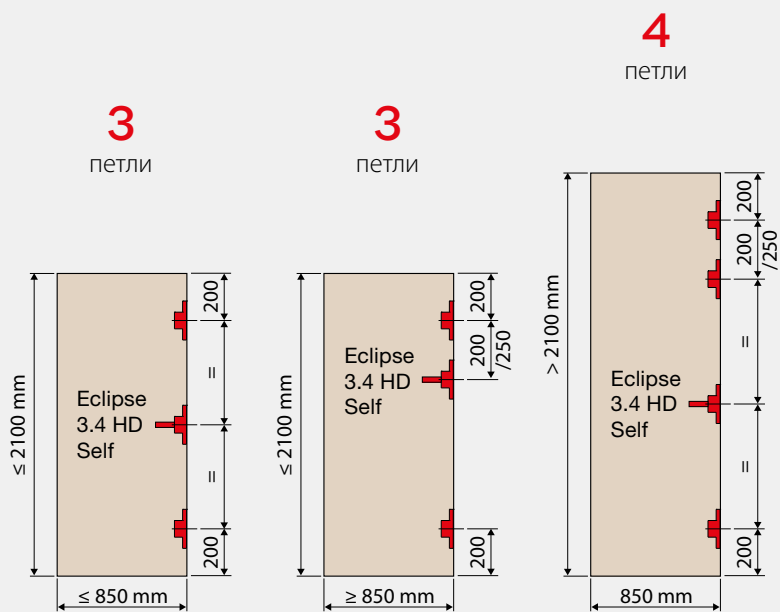 3
петли
≤ 2100 mm
Eclipse
3.4 HD
Self
200
=
=
200
≤ 850 mm
3
петли
≤ 2100 mm
Eclipse
3.4 HD
Self
200
200
/250
200
≥ 850 mm
4
петли
> 2100 mm
Eclipse
3.4 HD
Self
200
200
/250
=
=
200
850 mm